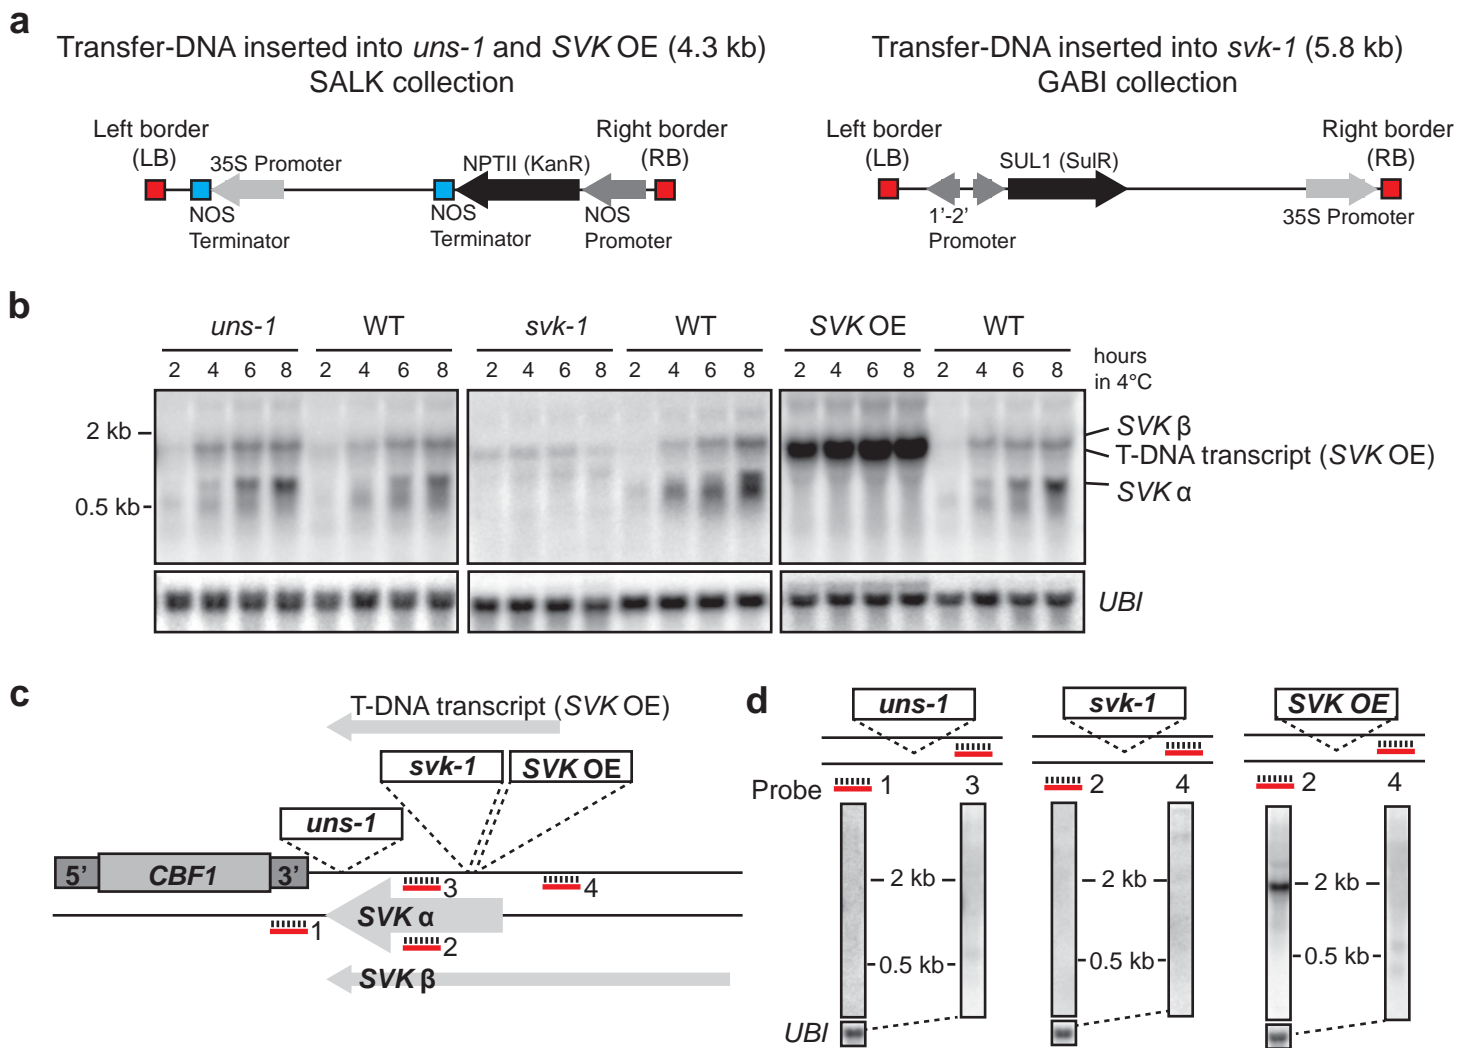 a
Transfer-DNA inserted into uns-1 and SVK OE (4.3 kb)
SALK collection
Left border
(LB)
35S Promoter
NPTII (KanR)
Right border
(RB)
NOS
Terminator
NOS
Terminator
NOS
Promoter
Transfer-DNA inserted into svk-1 (5.8 kb)
GABI collection
Left border
(LB)
SUL1 (SulR)
Right border
(RB)
1'-2'
Promoter
35S Promoter
b
uns-1 WT svk-1 WT SVK OE WT
2 4 6 8 2 4 6 8 2 4 6 8 2 4 6 8 2 4 6 8 2 4 6 8
hours
in 4°C
2 kb
0.5 kb
SVK β
T-DNA transcript (SVK OE)
SVK α
UBI
c
T-DNA transcript (SVK OE)
svk-1 SVK OE
uns-1
5' CBF1 3'
3 4
SVK α
1 2
SVK β
d
uns-1 svk-1 SVK OE
Probe 1 3 2 4 2 4
2 kb 2 kb 2 kb
0.5 kb 0.5 kb 0.5 kb
UBI